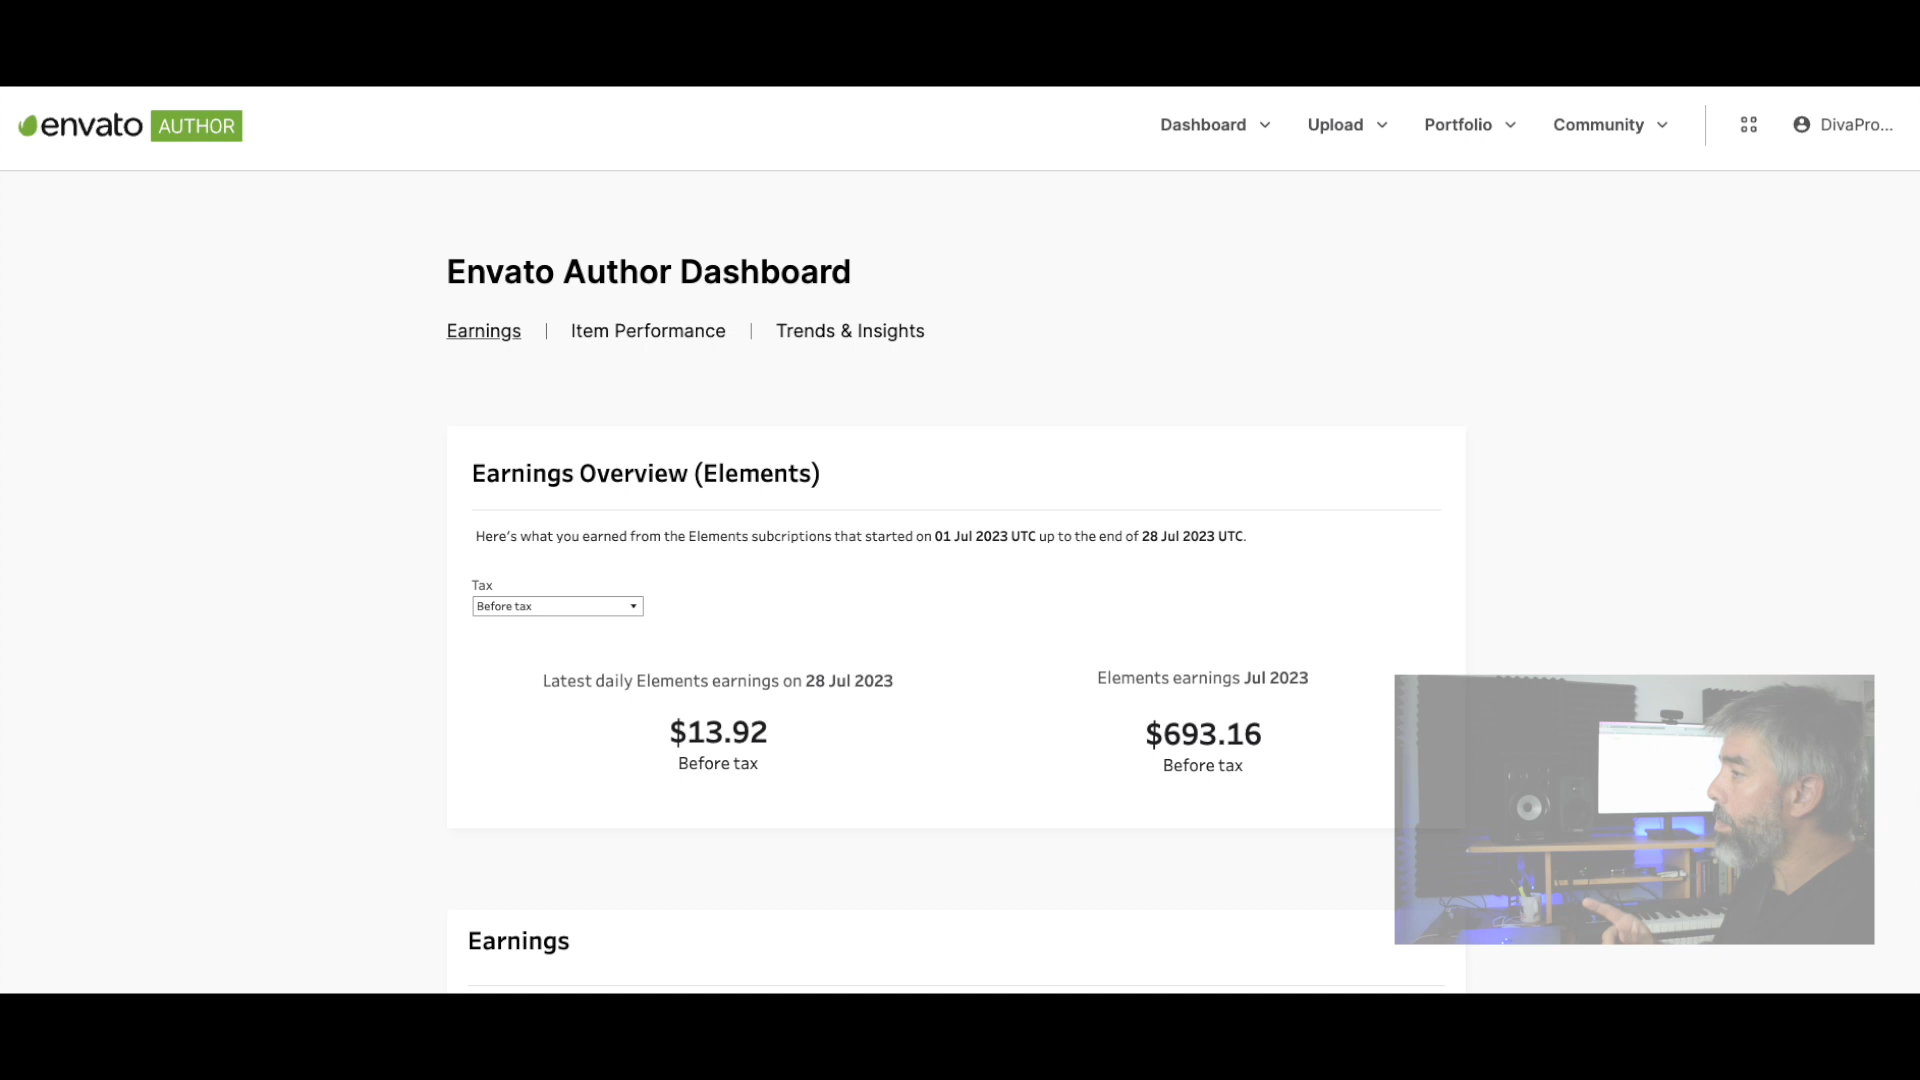 envato AUTHOR
Dashboard Upload Portfolio Community DivaPro...
Envato Author Dashboard
Earnings | Item Performance | Trends & Insights
Earnings Overview (Elements)
Here's what you earned from the Elements subcriptions that started on 01 Jul 2023 UTC up to the end of 28 Jul 2023 UTC.
Tax
Before tax
Latest daily Elements earnings on 28 Jul 2023
$13.92
Before tax
Elements earnings Jul 2023
$693.16
Before tax
Earnings